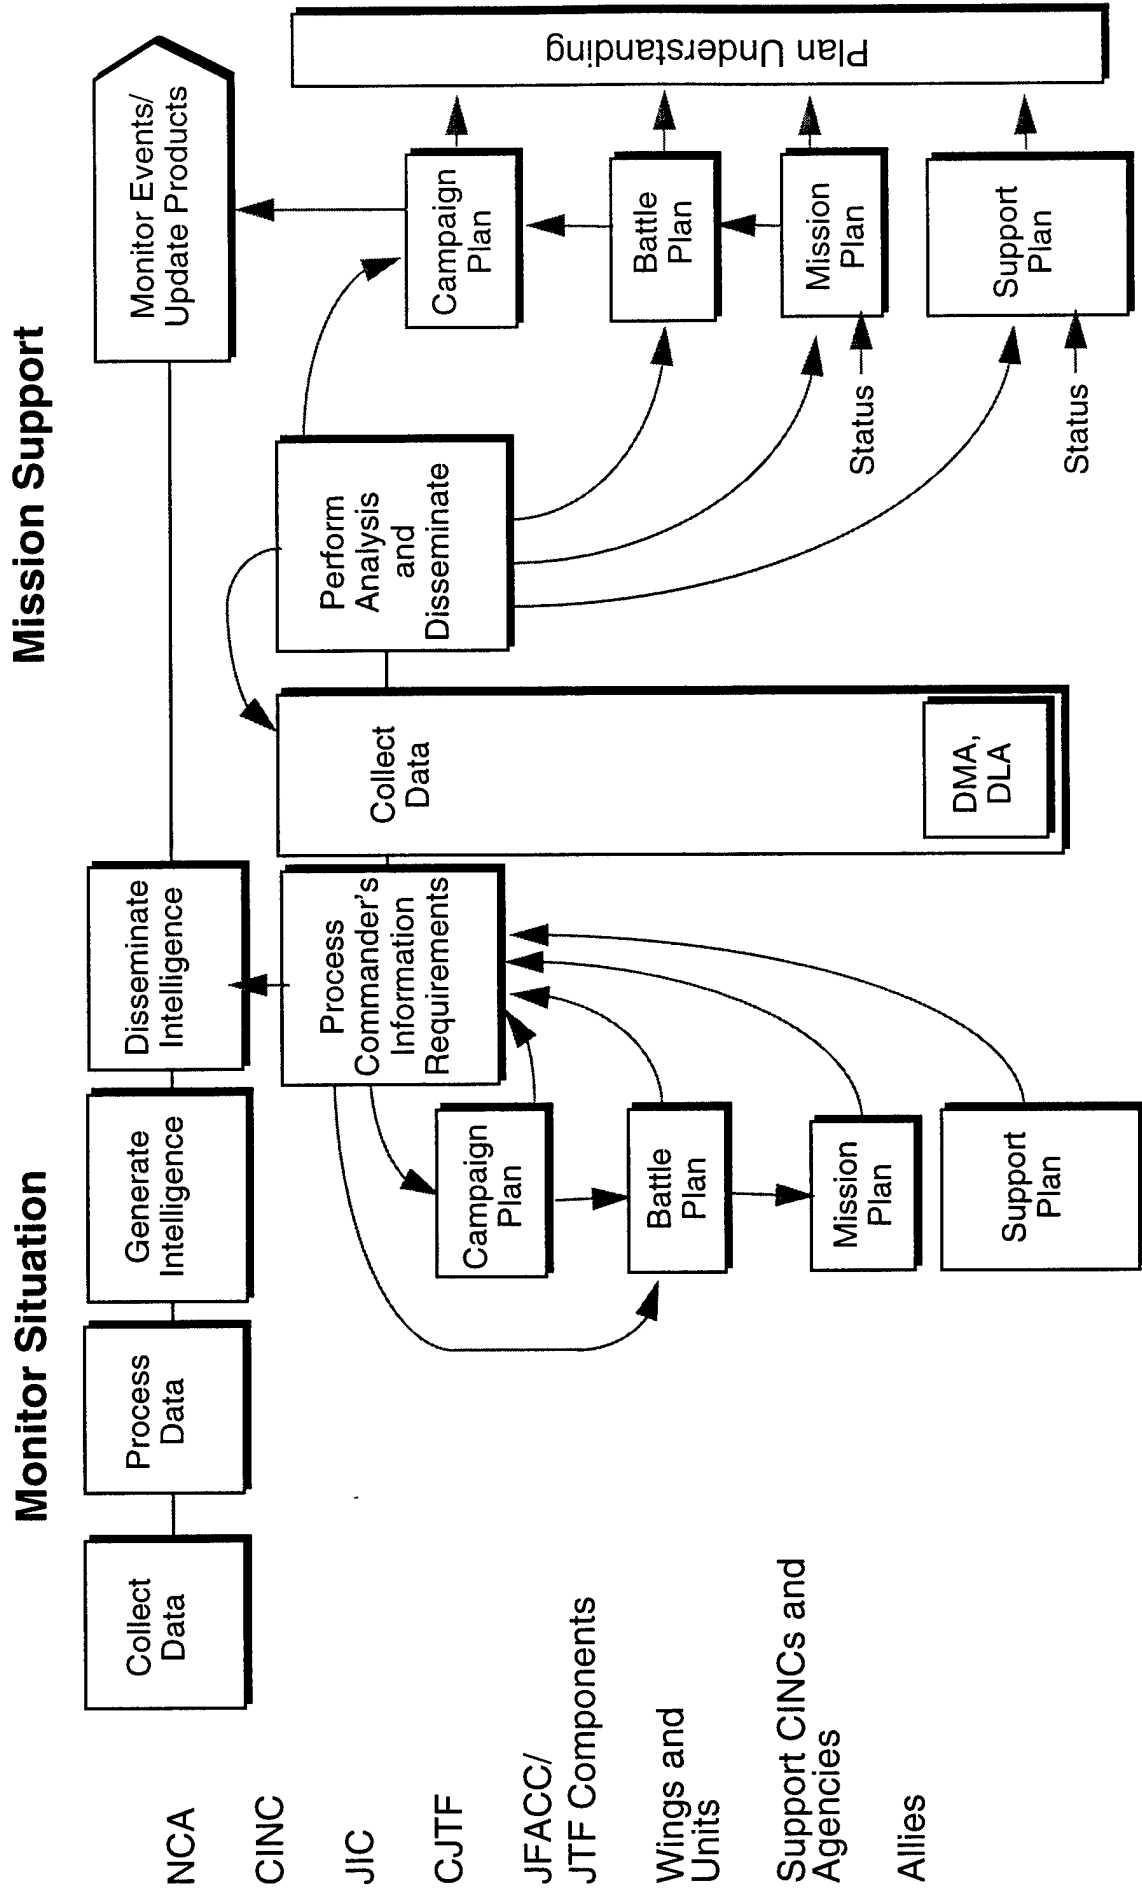 Monitor Situation
Mission Support
Collect
Data
Process
Data
Generate
Intelligence
Disseminate
Intelligence
Monitor Events/
Update Products
Process
Commander's
Information
Requirements
Collect
Data
DMA,
DLA
Perform
Analysis
and
Disseminate
Campaign
Plan
Battle
Plan
Mission
Plan
Support
Plan
Campaign
Plan
Battle
Plan
Mission
Plan
Support
Plan
Status
Status
Plan Understanding
NCA
CINC
JIC
CJTF
JFACC/
JTF Components
Wings and
Units
Support CINCs and
Agencies
Allies